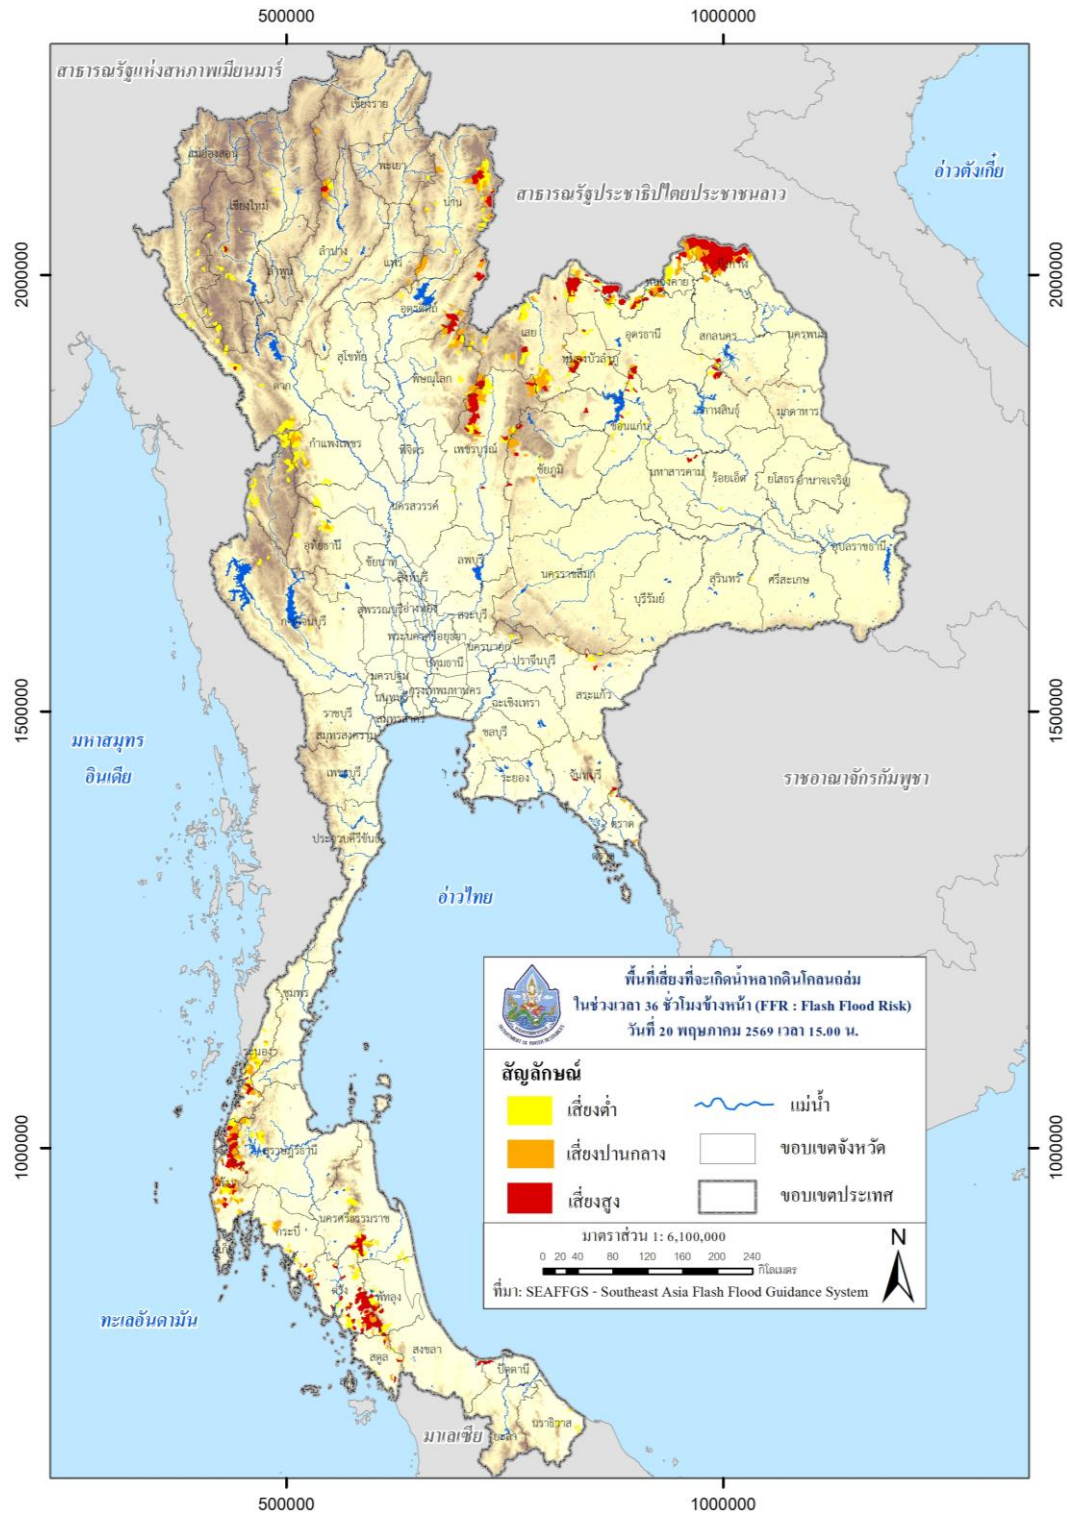 500000
1000000
สาธารณรัฐแห่งสหภาพเมียนมาร์
เชียงราย
อ่าวตังเกี๋ย
แม่ฮ่องสอน
พะเยา
สาธารณรัฐประชาธิปไตยประชาชนลาว
เชียงใหม่
น่าน
ลำปาง
แพร่
ลำพูน
2000000
2000000
หนองคาย
อุตรดิตถ์
เลย
อุดรธานี
สกลนคร
นครพนม
สุโขทัย
หนองบัวลำภู
ตาก
พิษณุโลก
กาฬสินธุ์
มุกดาหาร
ขอนแก่น
กำแพงเพชร
พิจิตร
เพชรบูรณ์
ชัยภูมิ
มหาสารคาม
ร้อยเอ็ด
ยโสธร
อำนาจเจริญ
นครสวรรค์
อุทัยธานี
อุบลราชธานี
ชัยนาท
ลพบุรี
สิงห์บุรี
นครราชสีมา
สุรินทร์
ศรีสะเกษ
บุรีรัมย์
สุพรรณบุรี
อ่างทอง
สระบุรี
กาญจนบุรี
พระนครศรีอยุธยา
นครนายก
ปทุมธานี
ปราจีนบุรี
นครปฐม
นนทบุรี
กรุงเทพมหานคร
สระแก้ว
ฉะเชิงเทรา
ราชบุรี
สมุทรสาคร
1500000
1500000
สมุทรสงคราม
ชลบุรี
มหาสมุทร
อินเดีย
เพชรบุรี
ระยอง
จันทบุรี
ราชอาณาจักรกัมพูชา
ตราด
ประจวบคีรีขันธ์
อ่าวไทย
พื้นที่เสี่ยงที่จะเกิดน้ำหลากดินโคลนถล่ม
ในช่วงเวลา 36 ชั่วโมงข้างหน้า (FFR : Flash Flood Risk)
วันที่ 20 พฤษภาคม 2569 เวลา 15.00 น.
DEPARTMENT OF WATER RESOURCES
ชุมพร
ระนอง
สัญลักษณ์
เสี่ยงต่ำ
แม่น้ำ
เสี่ยงปานกลาง
ขอบเขตจังหวัด
เสี่ยงสูง
ขอบเขตประเทศ
1000000
1000000
สุราษฎร์ธานี
นครศรีธรรมราช
กระบี่
มาตราส่วน 1: 6,100,000
N
0 20 40 80 120 160 200 240
กิโลเมตร
ที่มา: SEAFFGS - Southeast Asia Flash Flood Guidance System
ตรัง
พัทลุง
ทะเลอันดามัน
สตูล
สงขลา
ปัตตานี
มาเลเซีย
นราธิวาส
ยะลา
500000
1000000